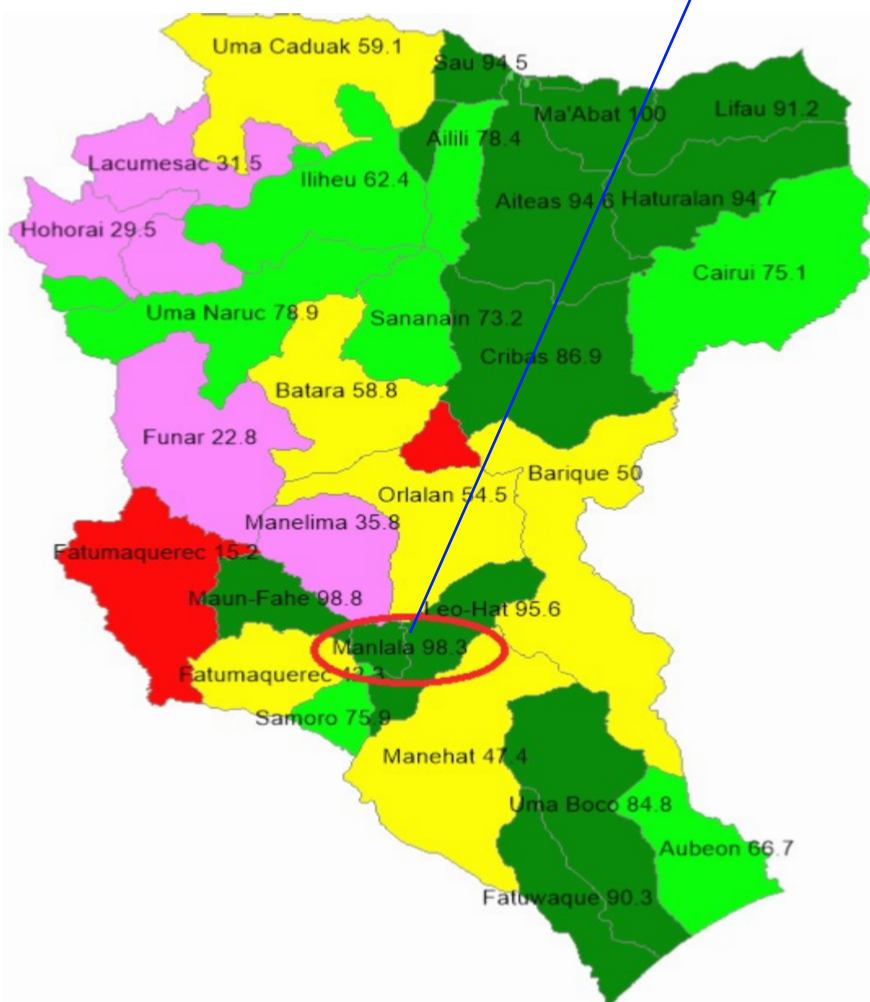 Uma Caduak 59.1
Sau 94.5
Ma'Abat 100
Lifau 91.2
Ailili 78.4
Lacumesac 31.5
Iliheu 62.4
Aiteas 94.6
Haturalan 94.7
Hohorai 29.5
Cairui 75.1
Uma Naruc 78.9
Sananain 73.2
Cribas 86.9
Batara 58.8
Funar 22.8
Barique 50
Orlalan 54.5
Manelima 35.8
Fatumaquerec 15.2
Maun-Fahe 98.8
Leo-Hat 95.6
Manlala 98.3
Fatumaquerec 42.3
Samoro 75.9
Manehat 47.4
Uma Boco 84.8
Aubeon 66.7
Fatuwaque 90.3